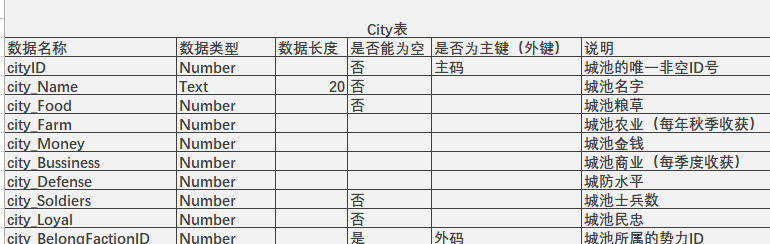 City表
数据名称 数据类型 数据长度 是否能为空 是否为主键（外键） 说明
cityID Number 否 主码 城池的唯一非空ID号
city_Name Text 20 否 城池名字
city_Food Number 否 城池粮草
city_Farm Number 城池农业（每年秋季收获）
city_Money Number 城池金钱
city_Bussiness Number 城池商业（每季度收获）
city_Defense Number 城防水平
city_Soldiers Number 否 城池士兵数
city_Loyal Number 否 城池民忠
city_BelongFactionID Number 是 外码 城池所属的势力ID